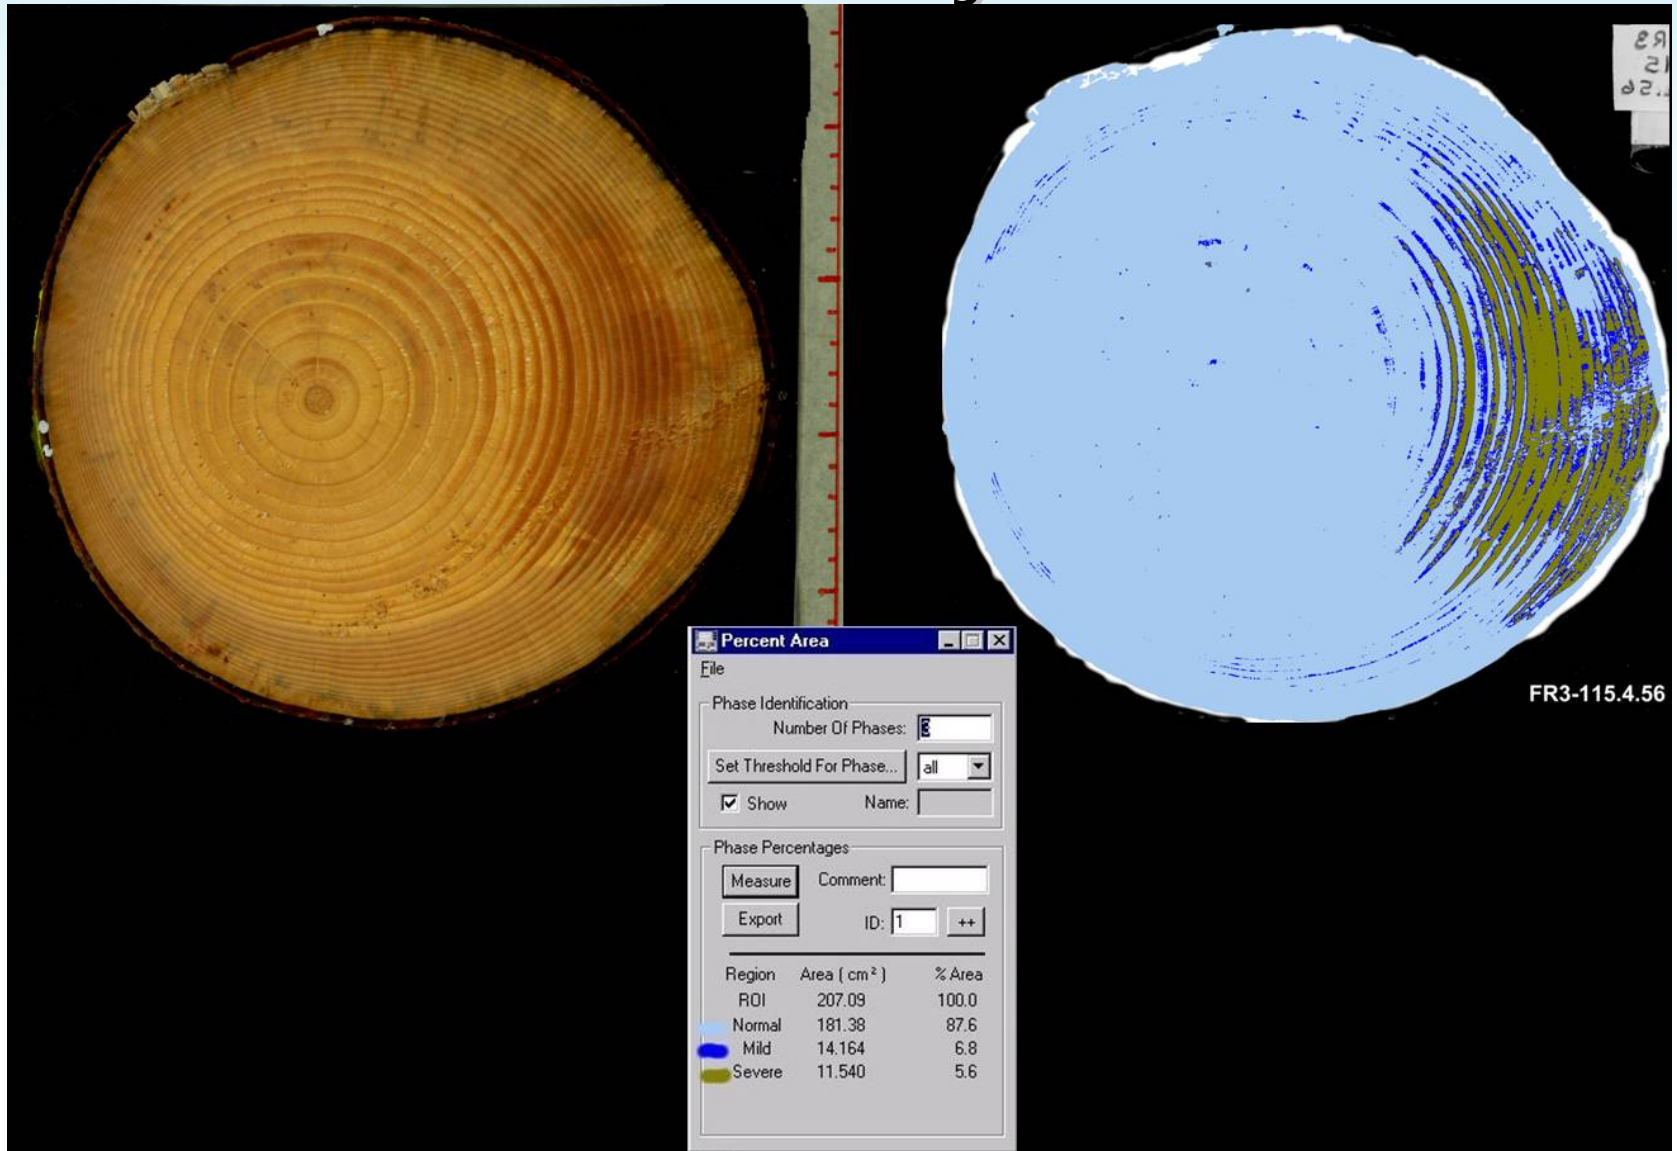 FR3-115.4.56
Percent Area
File
Phase Identification
Number Of Phases: 3
Set Threshold For Phase... all
Show Name:
Phase Percentages
Measure Comment:
Export ID: 1 ++
Region Area ( cm² ) % Area
ROI 207.09 100.0
Normal 181.38 87.6
Mild 14.164 6.8
Severe 11.540 5.6